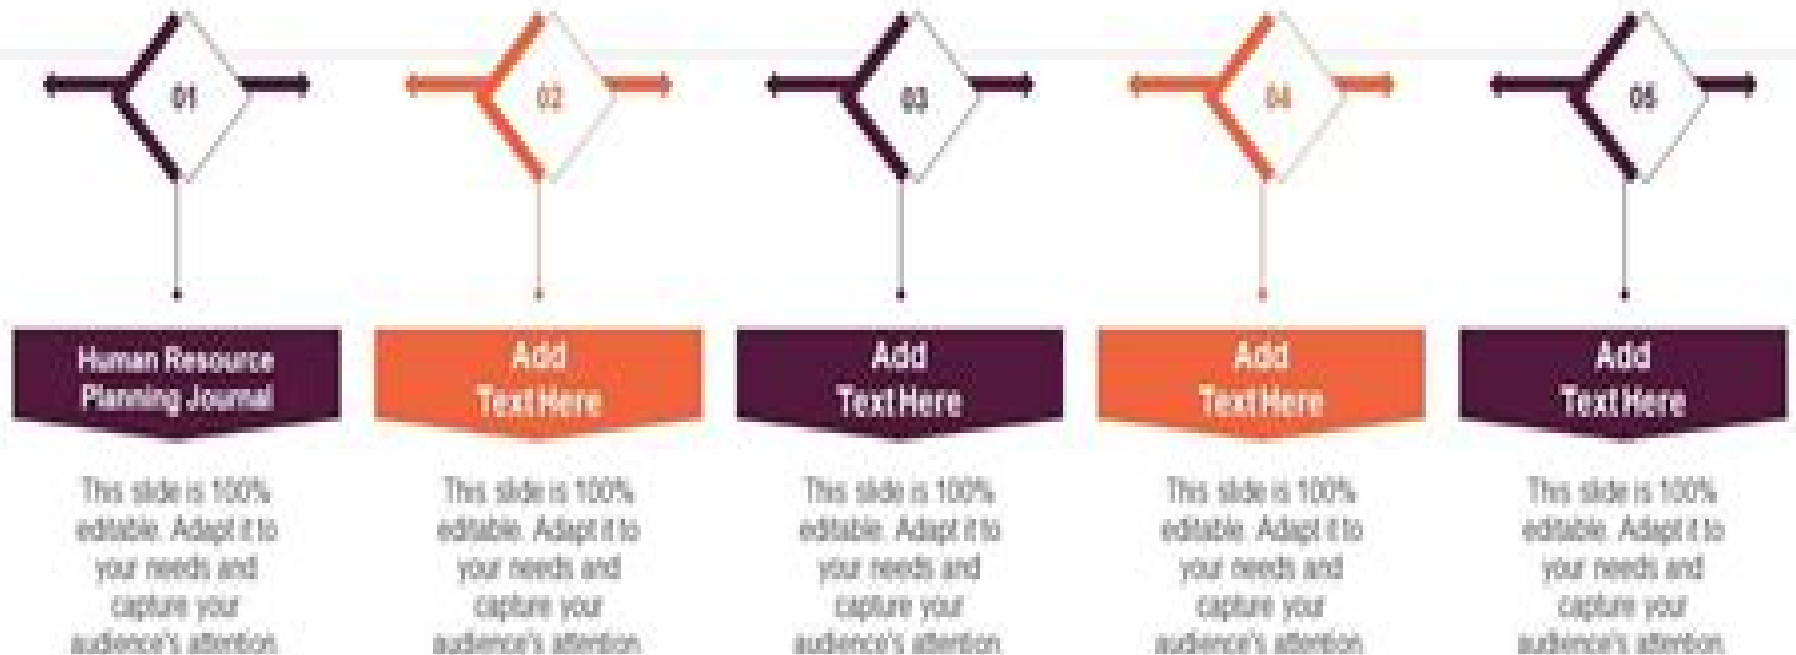 01
02
03
04
05
Human Resource
Planning Journal
Add
Text Here
Add
Text Here
Add
Text Here
Add
Text Here
This slide is 100%
editable. Adapt it to
your needs and
capture your
audience's attention.
This slide is 100%
editable. Adapt it to
your needs and
capture your
audience's attention.
This slide is 100%
editable. Adapt it to
your needs and
capture your
audience's attention.
This slide is 100%
editable. Adapt it to
your needs and
capture your
audience's attention.
This slide is 100%
editable. Adapt it to
your needs and
capture your
audience's attention.